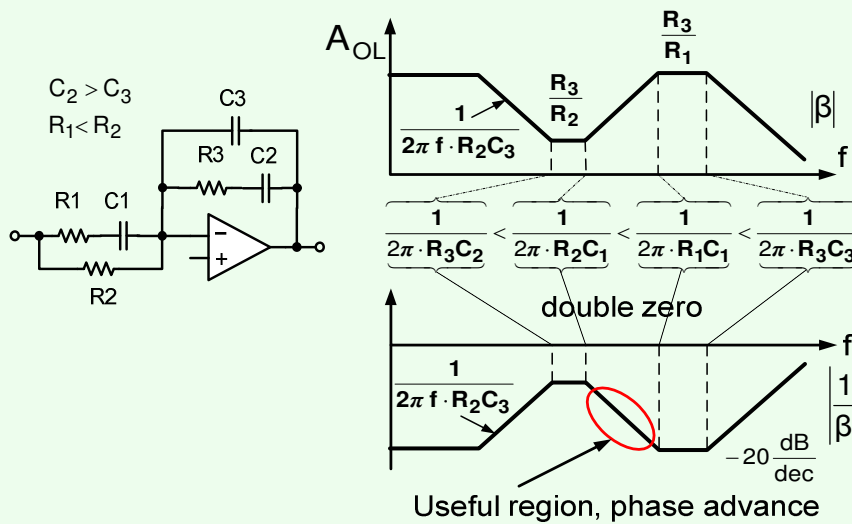 C2 > C3
R1 < R2
C3
R3
C2
R1
C1
R2
−
+
AOL
1
2π f · R2C3
R3
R2
R3
R1
|β|
f
1
2π · R3C2
<
1
2π · R2C1
<
1
2π · R1C1
<
1
2π · R3C3
double zero
f
1
2π f · R2C3
|1
β
−20 dB
dec
Useful region, phase advance